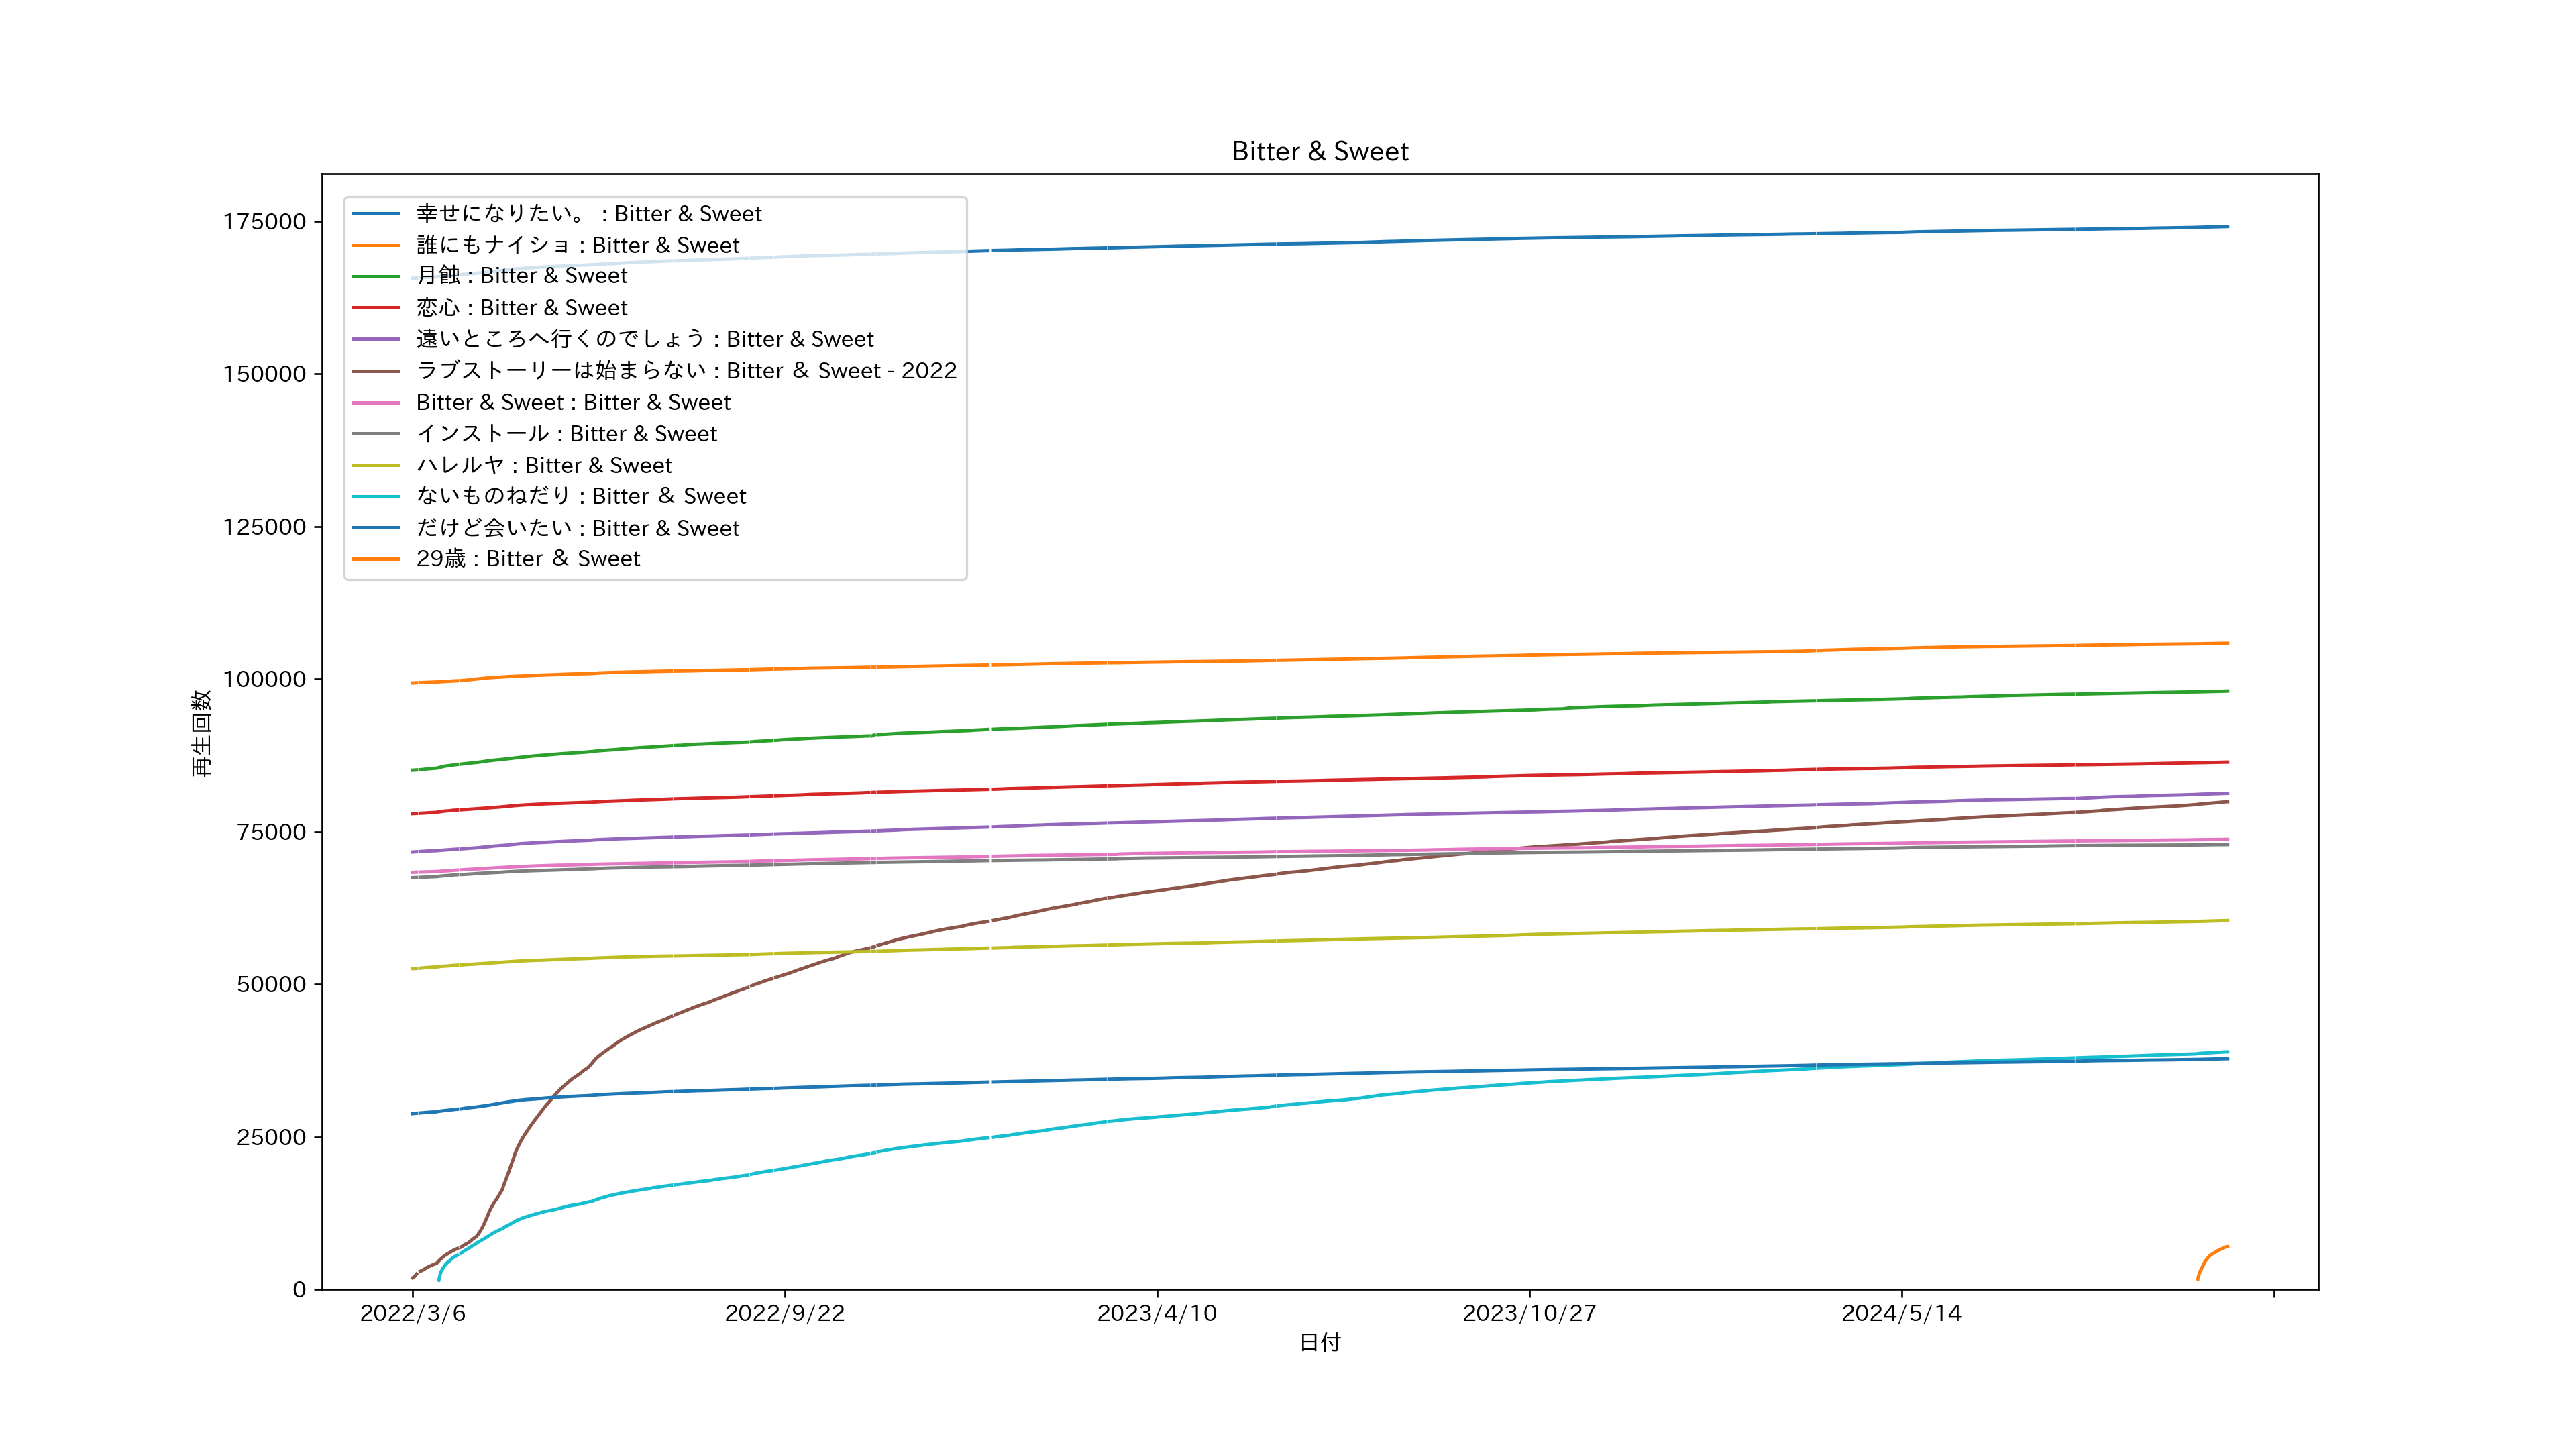 Bitter & Sweet
175000
150000
125000
100000
75000
50000
25000
0
再生回数
幸せになりたい。 : Bitter & Sweet
誰にもナイショ : Bitter & Sweet
月蝕 : Bitter & Sweet
恋心 : Bitter & Sweet
遠いところへ行くのでしょう : Bitter & Sweet
ラブストーリーは始まらない : Bitter ＆ Sweet - 2022
Bitter & Sweet : Bitter & Sweet
インストール : Bitter & Sweet
ハレルヤ : Bitter & Sweet
ないものねだり : Bitter ＆ Sweet
だけど会いたい : Bitter & Sweet
29歳 : Bitter ＆ Sweet
2022/3/6
2022/9/22
2023/4/10
2023/10/27
2024/5/14
日付